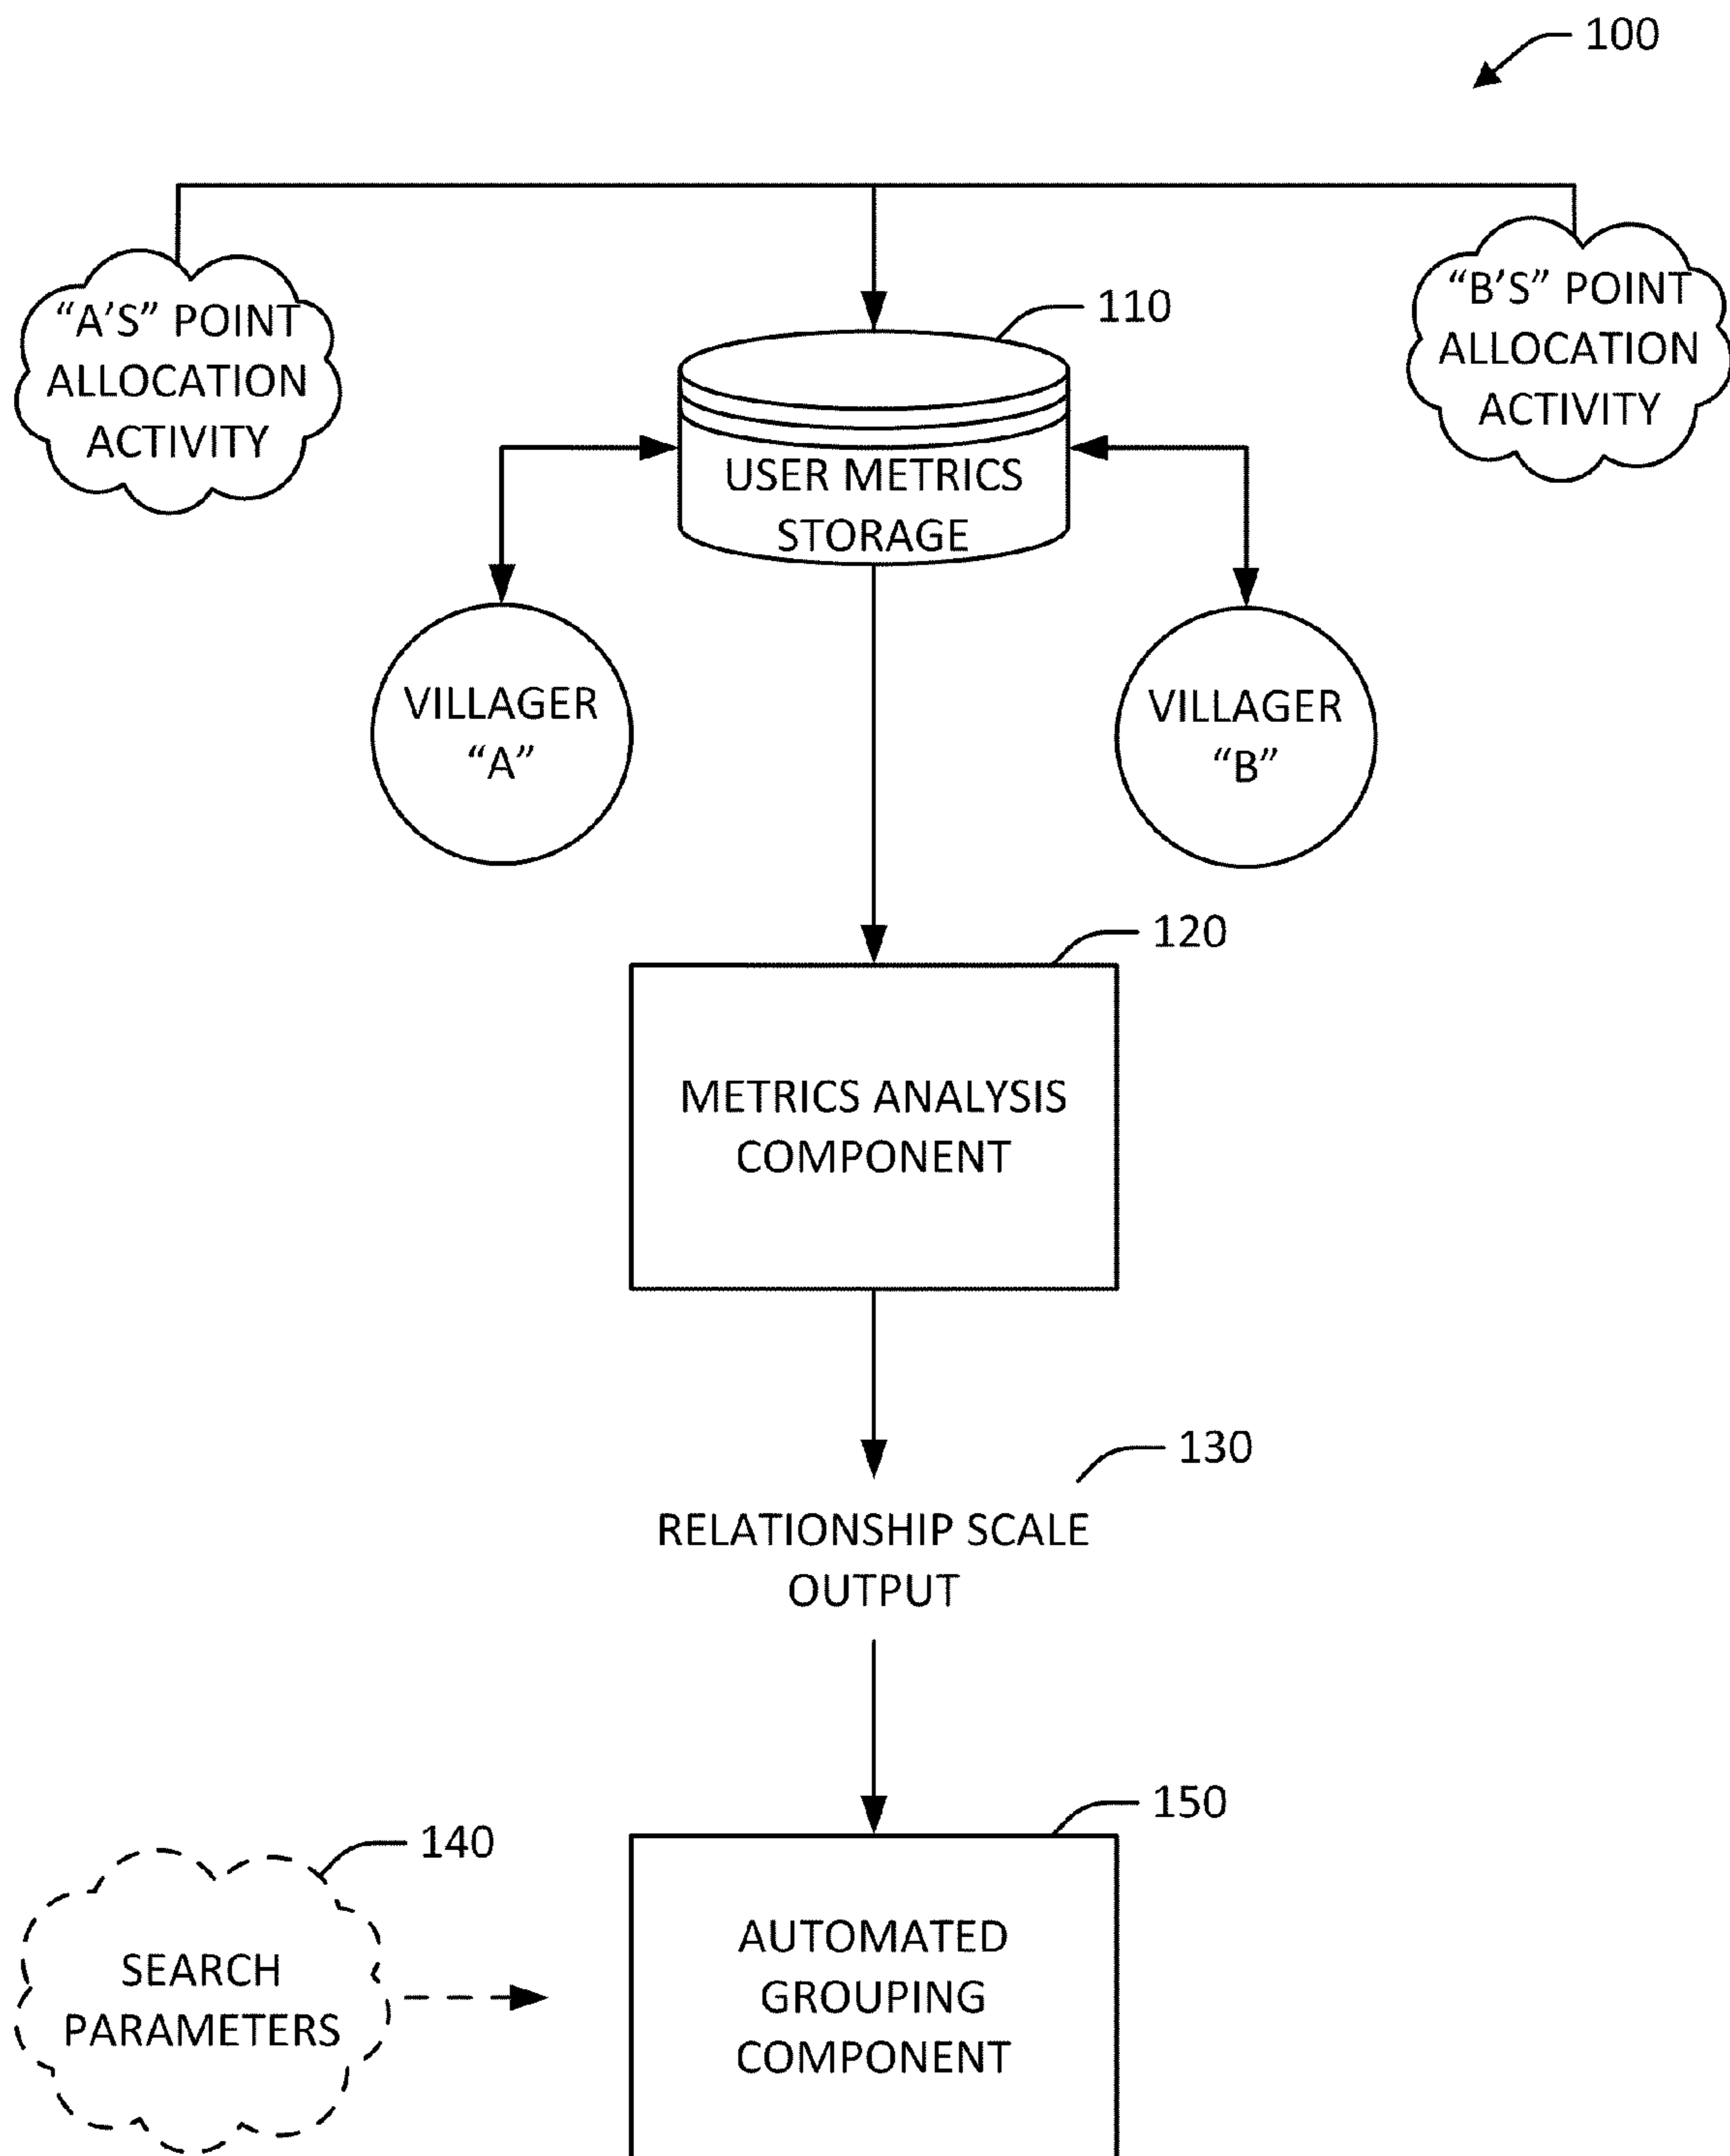 100
“A’S” POINT
ALLOCATION
ACTIVITY
“B’S” POINT
ALLOCATION
ACTIVITY
110
USER METRICS
STORAGE
VILLAGER
“A”
VILLAGER
“B”
120
METRICS ANALYSIS
COMPONENT
130
RELATIONSHIP SCALE
OUTPUT
140
SEARCH
PARAMETERS
150
AUTOMATED
GROUPING
COMPONENT